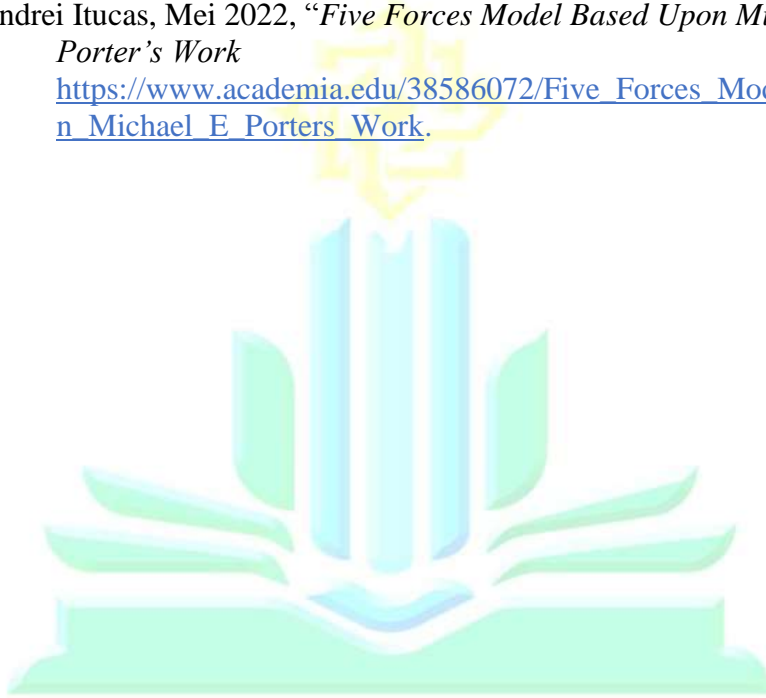 ndrei Itucas, Mei 2022, “Five Forces Model Based Upon Mi
Porter’s Work
https://www.academia.edu/38586072/Five_Forces_Mod
n_Michael_E_Porters_Work.